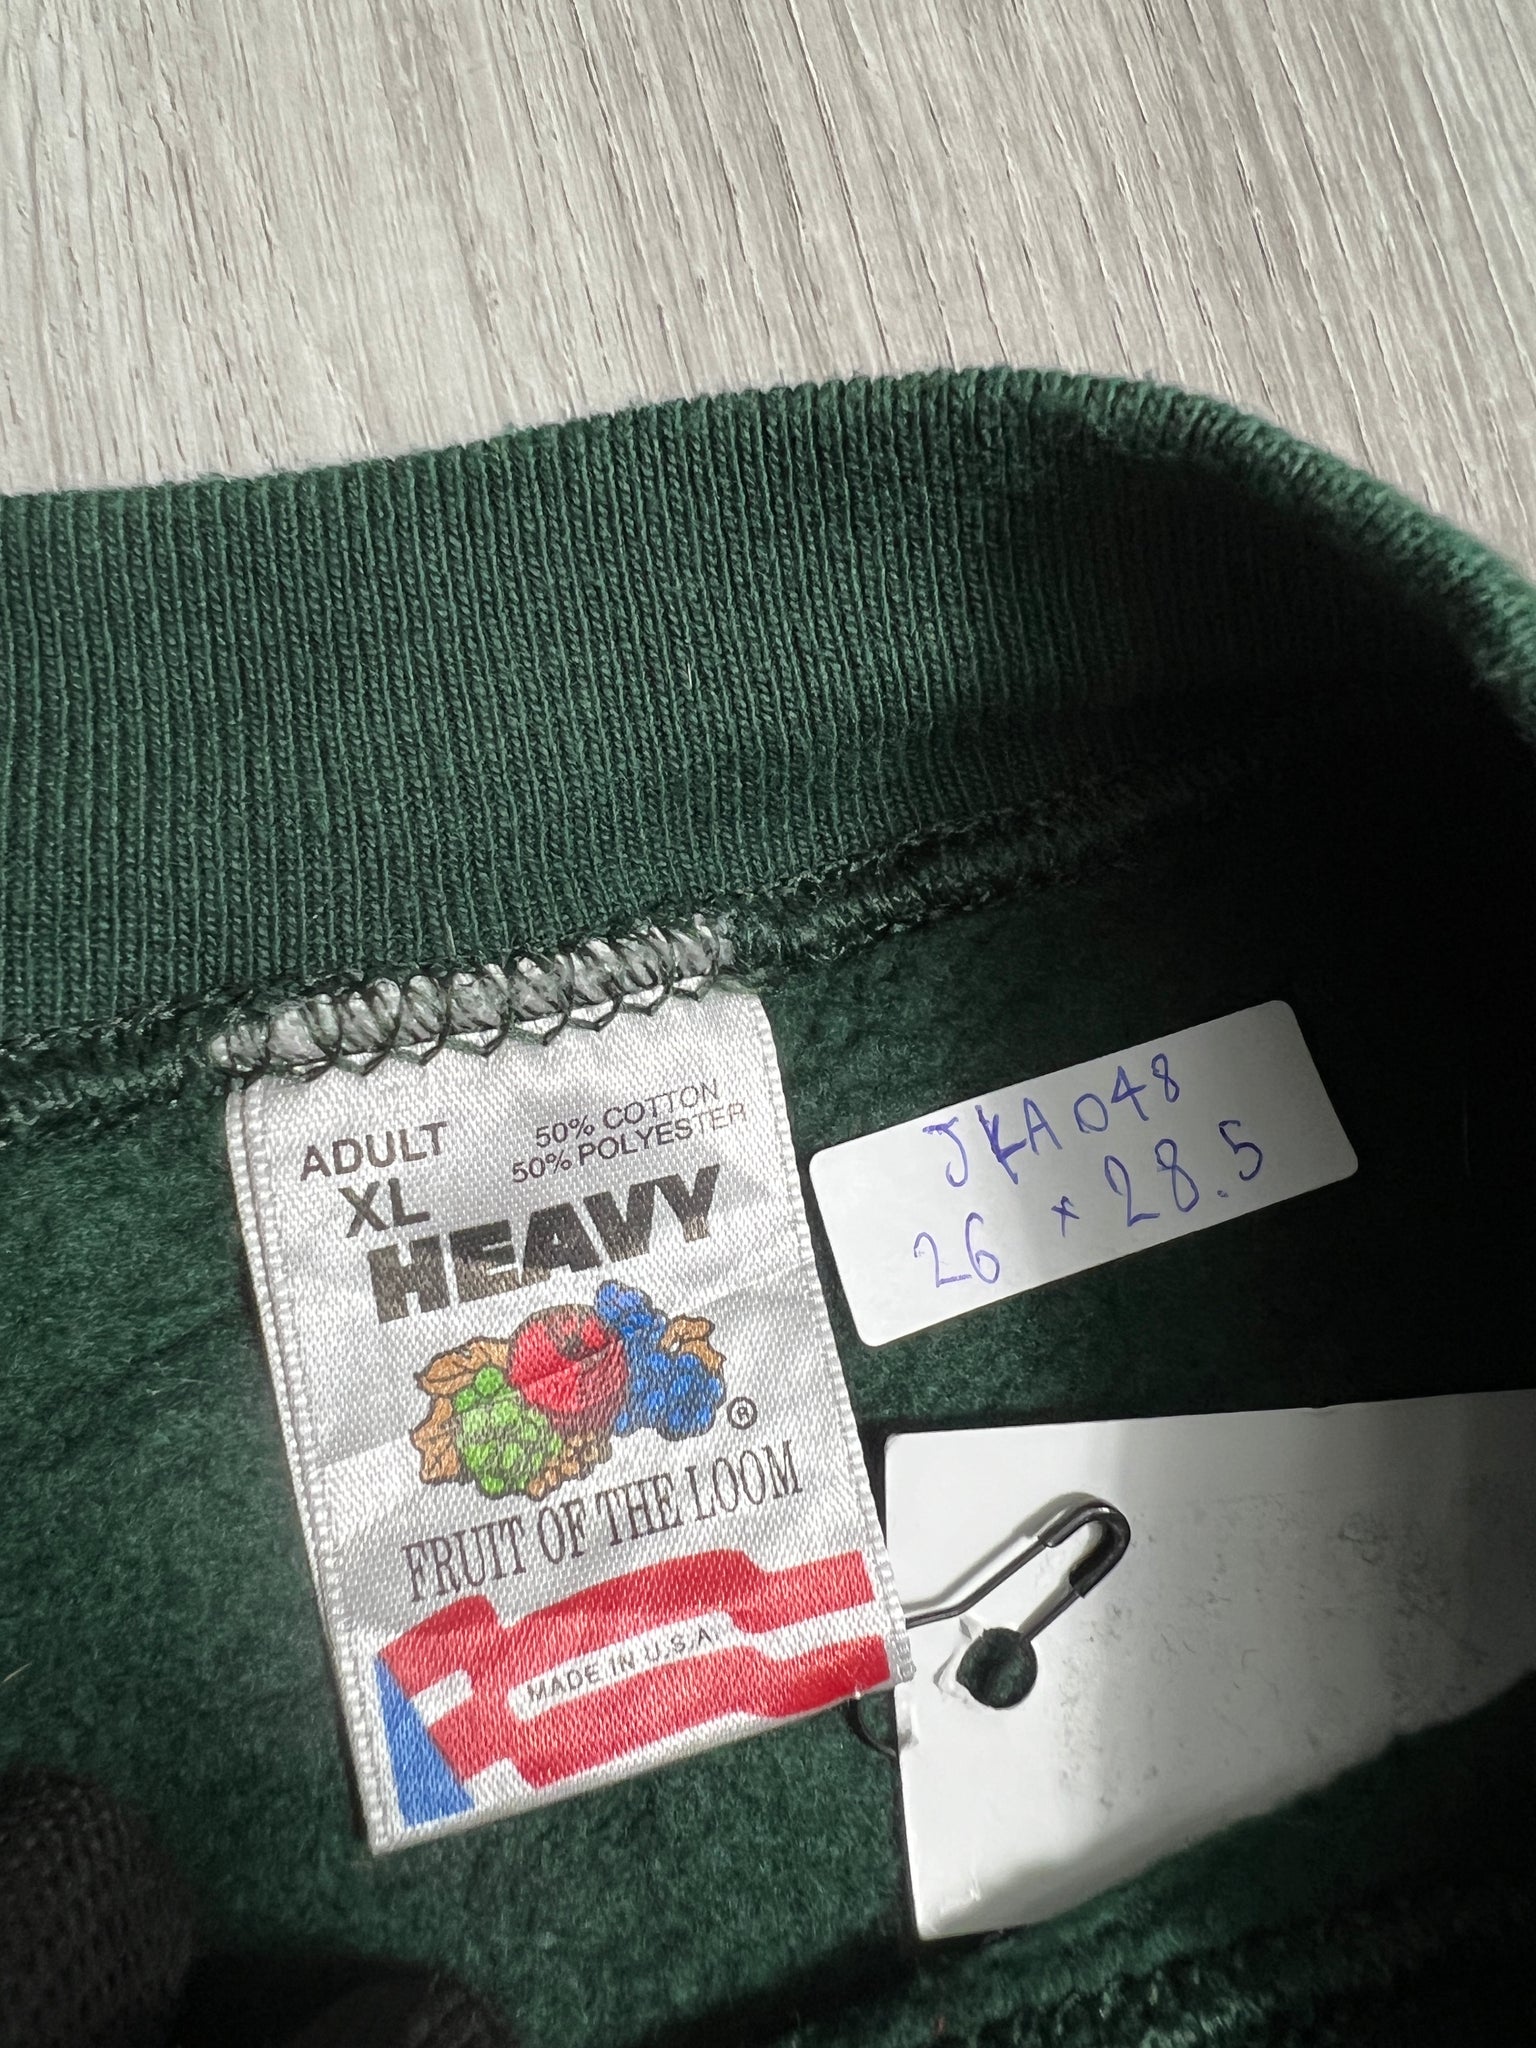 ADULT
XL
50% COTTON
50% POLYESTER
HEAVY
®
FRUIT OF THE LOOM
MADE IN U.S.A.
JKA048
26 × 28.5